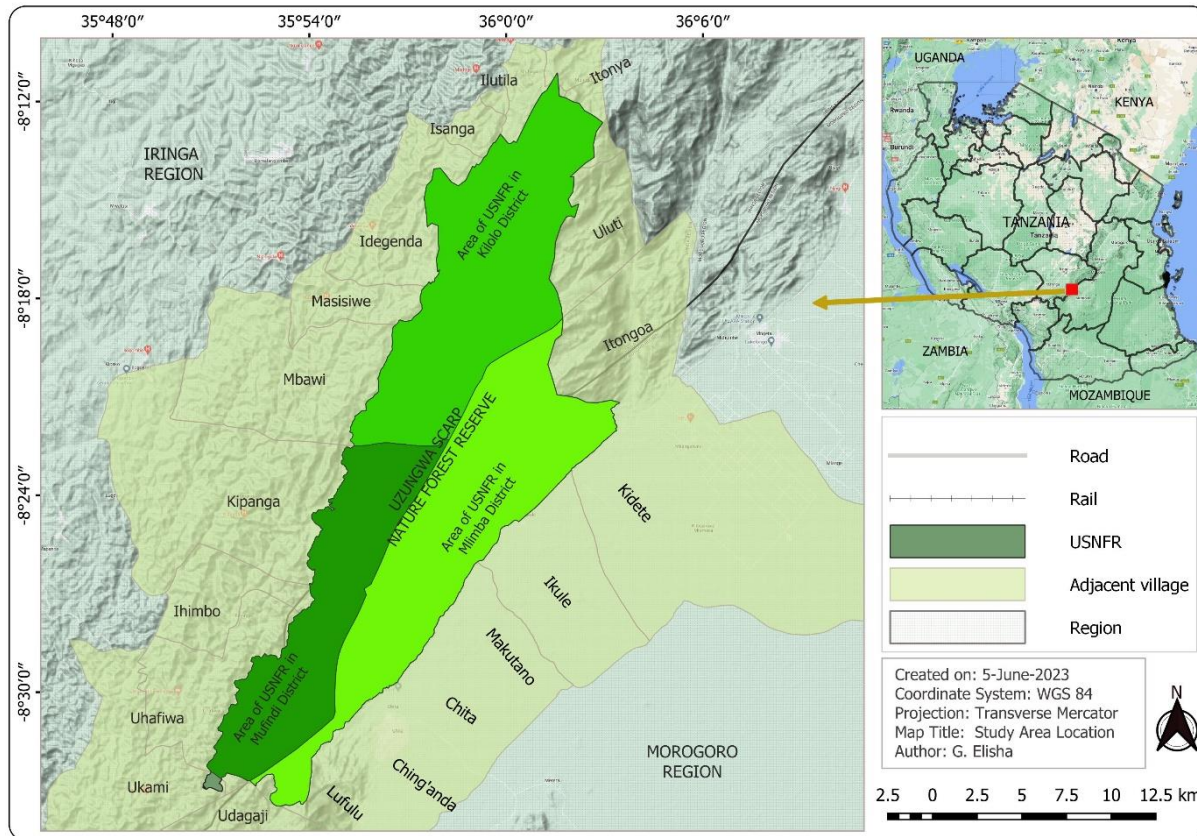 35°48'0″
35°54'0″
36°0'0″
36°6'0″
-8°12'0″
-8°18'0″
-8°24'0″
-8°30'0″
IRINGA
REGION
Ilutila
Itonya
Isanga
Idegenda
Uluti
Masisiwe
Itongoa
Mbawi
Kipanga
Kidete
Ikule
Ihimbo
Makutano
Uhafiwa
Chita
Ukami
Ching'anda
Udagaji
Lufulu
MOROGORO
REGION
Area of USNFR in
Kilolo District
UZUNGWA SCARP
NATURE FOREST RESERVE
Area of USNFR in
Mlimba District
Area of USNFR in
Mufindi District
UGANDA
KENYA
Kenya
Rwanda
Burundi
TANZANIA
Tanzania
ZAMBIA
MOZAMBIQUE
Road
Rail
USNFR
Adjacent village
Region
Created on: 5-June-2023
Coordinate System: WGS 84
Projection: Transverse Mercator
Map Title: Study Area Location
Author: G. Elisha
N
2.5 0 2.5 5 7.5 10 12.5 km